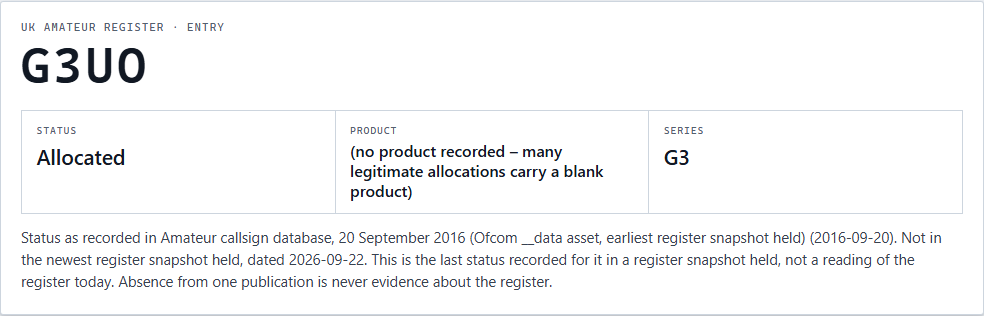 UK AMATEUR REGISTER · ENTRY
G3UO
STATUS
Allocated
PRODUCT
(no product recorded – many
legitimate allocations carry a blank
product)
SERIES
G3
Status as recorded in Amateur callsign database, 20 September 2016 (Ofcom __data asset, earliest register snapshot held) (2016-09-20). Not in
the newest register snapshot held, dated 2026-09-22. This is the last status recorded for it in a register snapshot held, not a reading of the
register today. Absence from one publication is never evidence about the register.